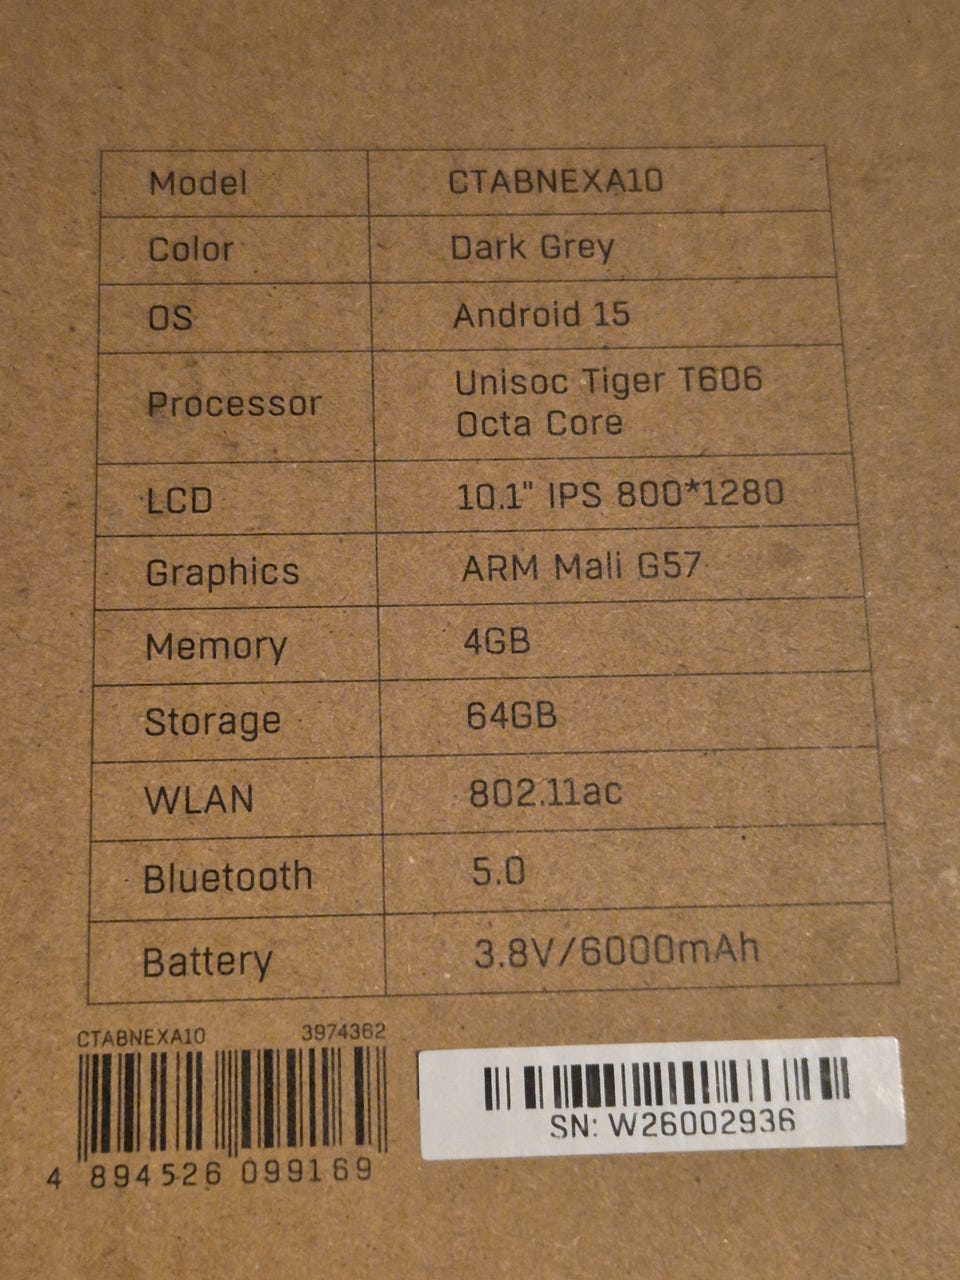 Model CTABNEXA10
Color Dark Grey
OS Android 15
Processor Unisoc Tiger T606
Octa Core
LCD 10.1" IPS 800*1280
Graphics ARM Mali G57
Memory 4GB
Storage 64GB
WLAN 802.11ac
Bluetooth 5.0
Battery 3.8V/6000mAh
CTABNEXA10 3974362
4 894526 099169
SN: W26002936